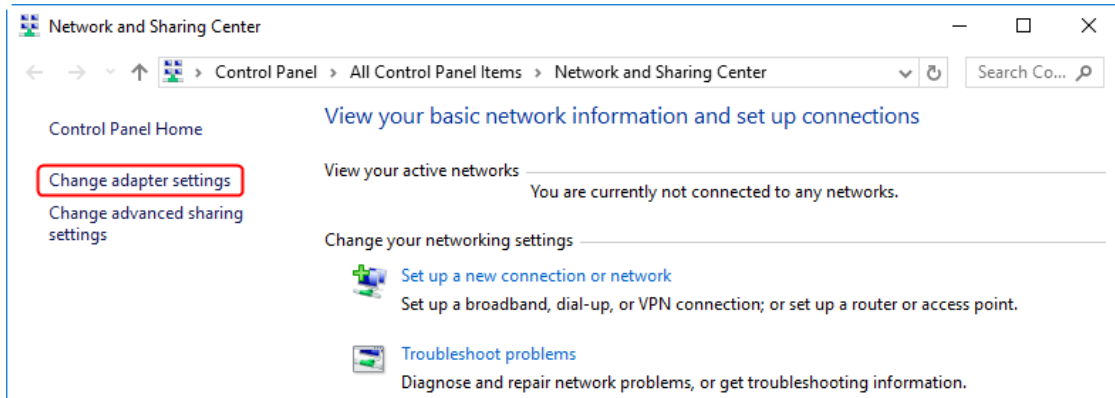 Network and Sharing Center
Control Panel > All Control Panel Items > Network and Sharing Center
Search Co...
Control Panel Home
Change adapter settings
Change advanced sharing
settings
View your basic network information and set up connections
View your active networks
You are currently not connected to any networks.
Change your networking settings
Set up a new connection or network
Set up a broadband, dial-up, or VPN connection; or set up a router or access point.
Troubleshoot problems
Diagnose and repair network problems, or get troubleshooting information.